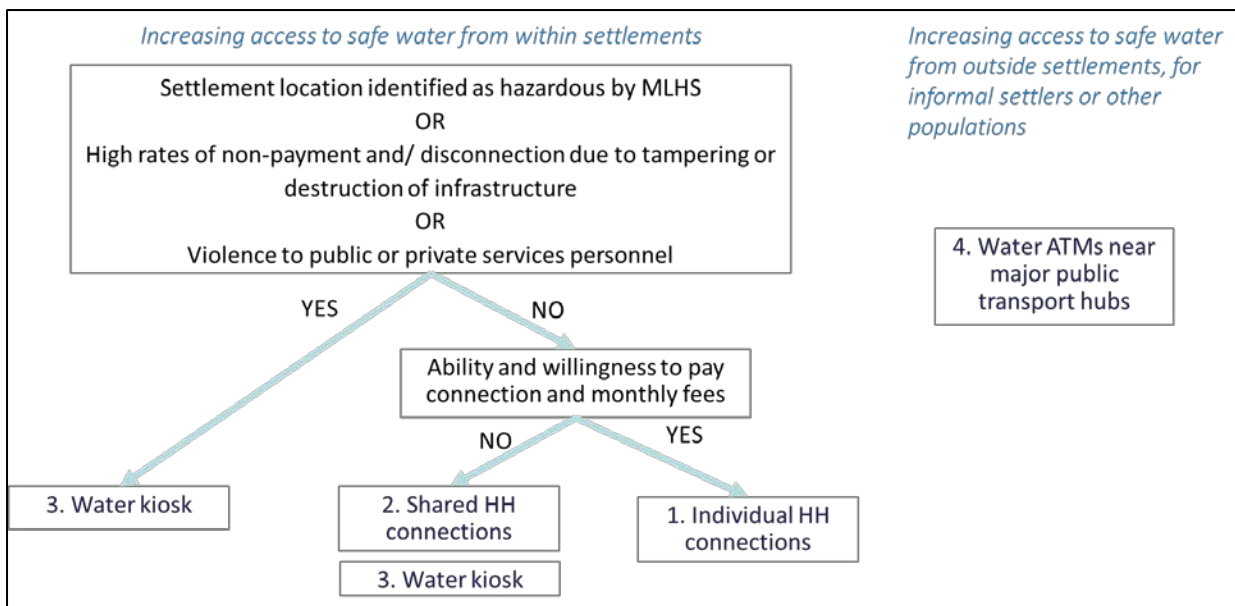 Increasing access to safe water from within settlements
Settlement location identified as hazardous by MLHS
OR
High rates of non-payment and/ disconnection due to tampering or
destruction of infrastructure
OR
Violence to public or private services personnel
YES
NO
Ability and willingness to pay
connection and monthly fees
NO
YES
3. Water kiosk
2. Shared HH
connections
3. Water kiosk
1. Individual HH
connections
Increasing access to safe water
from outside settlements, for
informal settlers or other
populations
4. Water ATMs near
major public
transport hubs